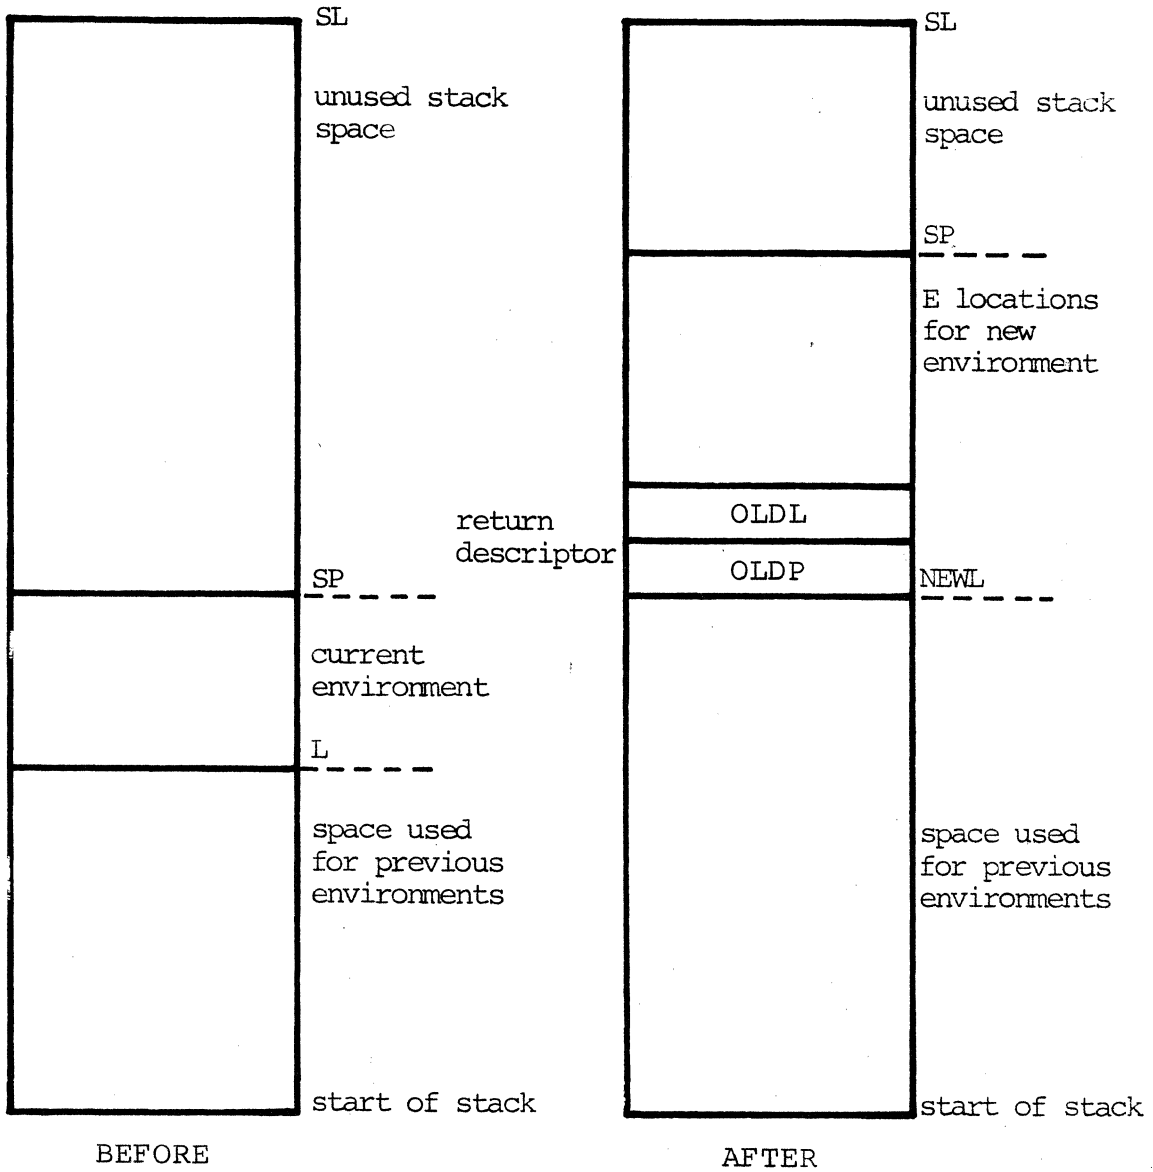 SL
unused stack
space
SP
current
environment
L
space used
for previous
environments
start of stack
BEFORE
return
descriptor
SL
unused stack
space
SP
E locations
for new
environment
OLDL
OLDP
NEWL
space used
for previous
environments
start of stack
AFTER